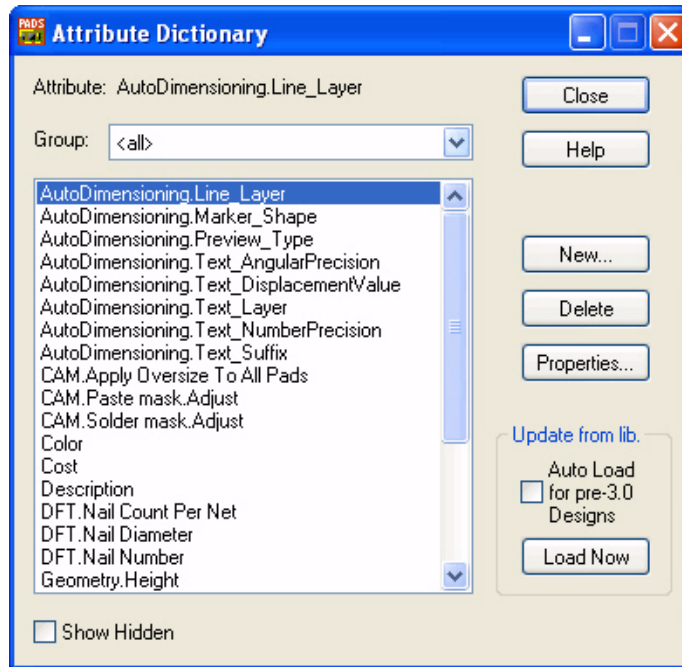 PADS
Attribute Dictionary
Attribute: AutoDimensioning.Line_Layer
Close
Group: <all>
Help
AutoDimensioning.Line_Layer
AutoDimensioning.Marker_Shape
AutoDimensioning.Preview_Type
AutoDimensioning.Text_AngularPrecision
AutoDimensioning.Text_DisplacementValue
AutoDimensioning.Text_Layer
AutoDimensioning.Text_NumberPrecision
AutoDimensioning.Text_Suffix
CAM.Apply Oversize To All Pads
CAM.Paste mask.Adjust
CAM.Solder mask.Adjust
Color
Cost
Description
DFT.Nail Count Per Net
DFT.Nail Diameter
DFT.Nail Number
Geometry.Height
New...
Delete
Properties...
Update from lib.
Auto Load
for pre-3.0
Designs
Load Now
Show Hidden